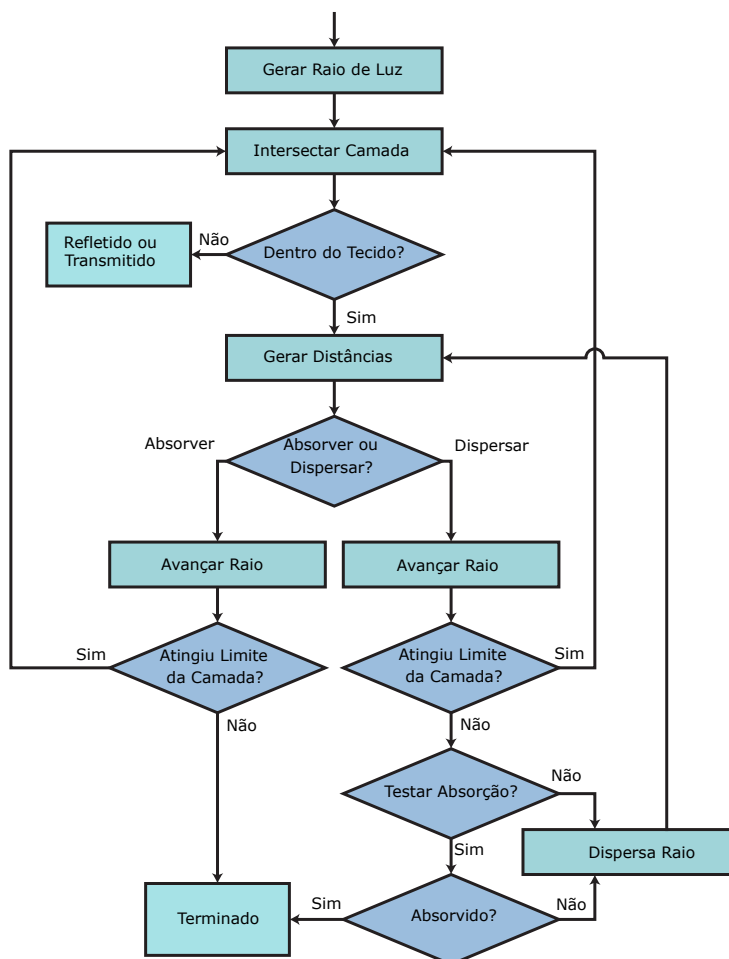 Gerar Raio de Luz
Intersectar Camada
Refletido ou
Transmitido
Não
Dentro do Tecido?
Sim
Gerar Distâncias
Absorver
Absorver ou
Dispersar?
Dispersar
Avançar Raio
Avançar Raio
Sim
Atingiu Limite
da Camada?
Atingiu Limite
da Camada?
Sim
Não
Não
Testar Absorção?
Não
Sim
Dispersa Raio
Terminado
Sim
Absorvido?
Não